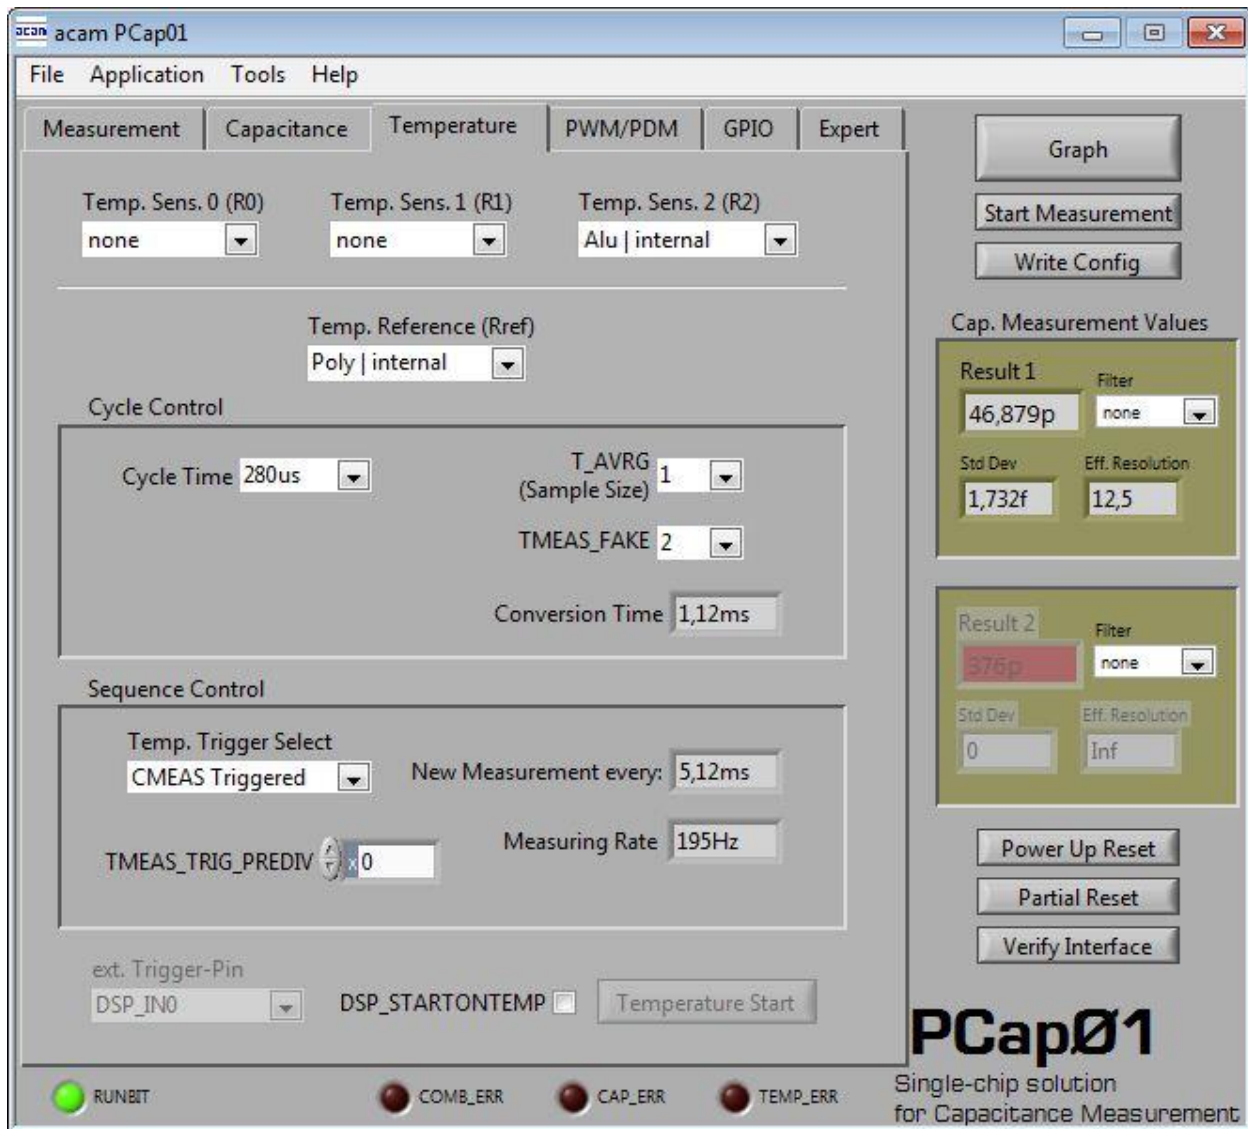 acam acam PCap01
File Application Tools Help
Measurement Capacitance Temperature PWM/PDM GPIO Expert
Graph
Start Measurement
Write Config
Temp. Sens. 0 (R0) Temp. Sens. 1 (R1) Temp. Sens. 2 (R2)
none none Alu | internal
Temp. Reference (Rref)
Poly | internal
Cycle Control
Cycle Time 280us
T_AVRG
(Sample Size) 1
TMEAS_FAKE 2
Conversion Time 1,12ms
Sequence Control
Temp. Trigger Select
CMEAS Triggered
New Measurement every: 5,12ms
Measuring Rate 195Hz
TMEAS_TRIG_PREDIV x 0
ext. Trigger-Pin
DSP_IN0
DSP_STARTONTEMP Temperature Start
Cap. Measurement Values
Result 1 Filter
46,879p none
Std Dev Eff. Resolution
1,732f 12,5
Result 2 Filter
376p none
Std Dev Eff. Resolution
0 Inf
Power Up Reset
Partial Reset
Verify Interface
PCapØ1
Single-chip solution
for Capacitance Measurement
RUNBIT COMB_ERR CAP_ERR TEMP_ERR